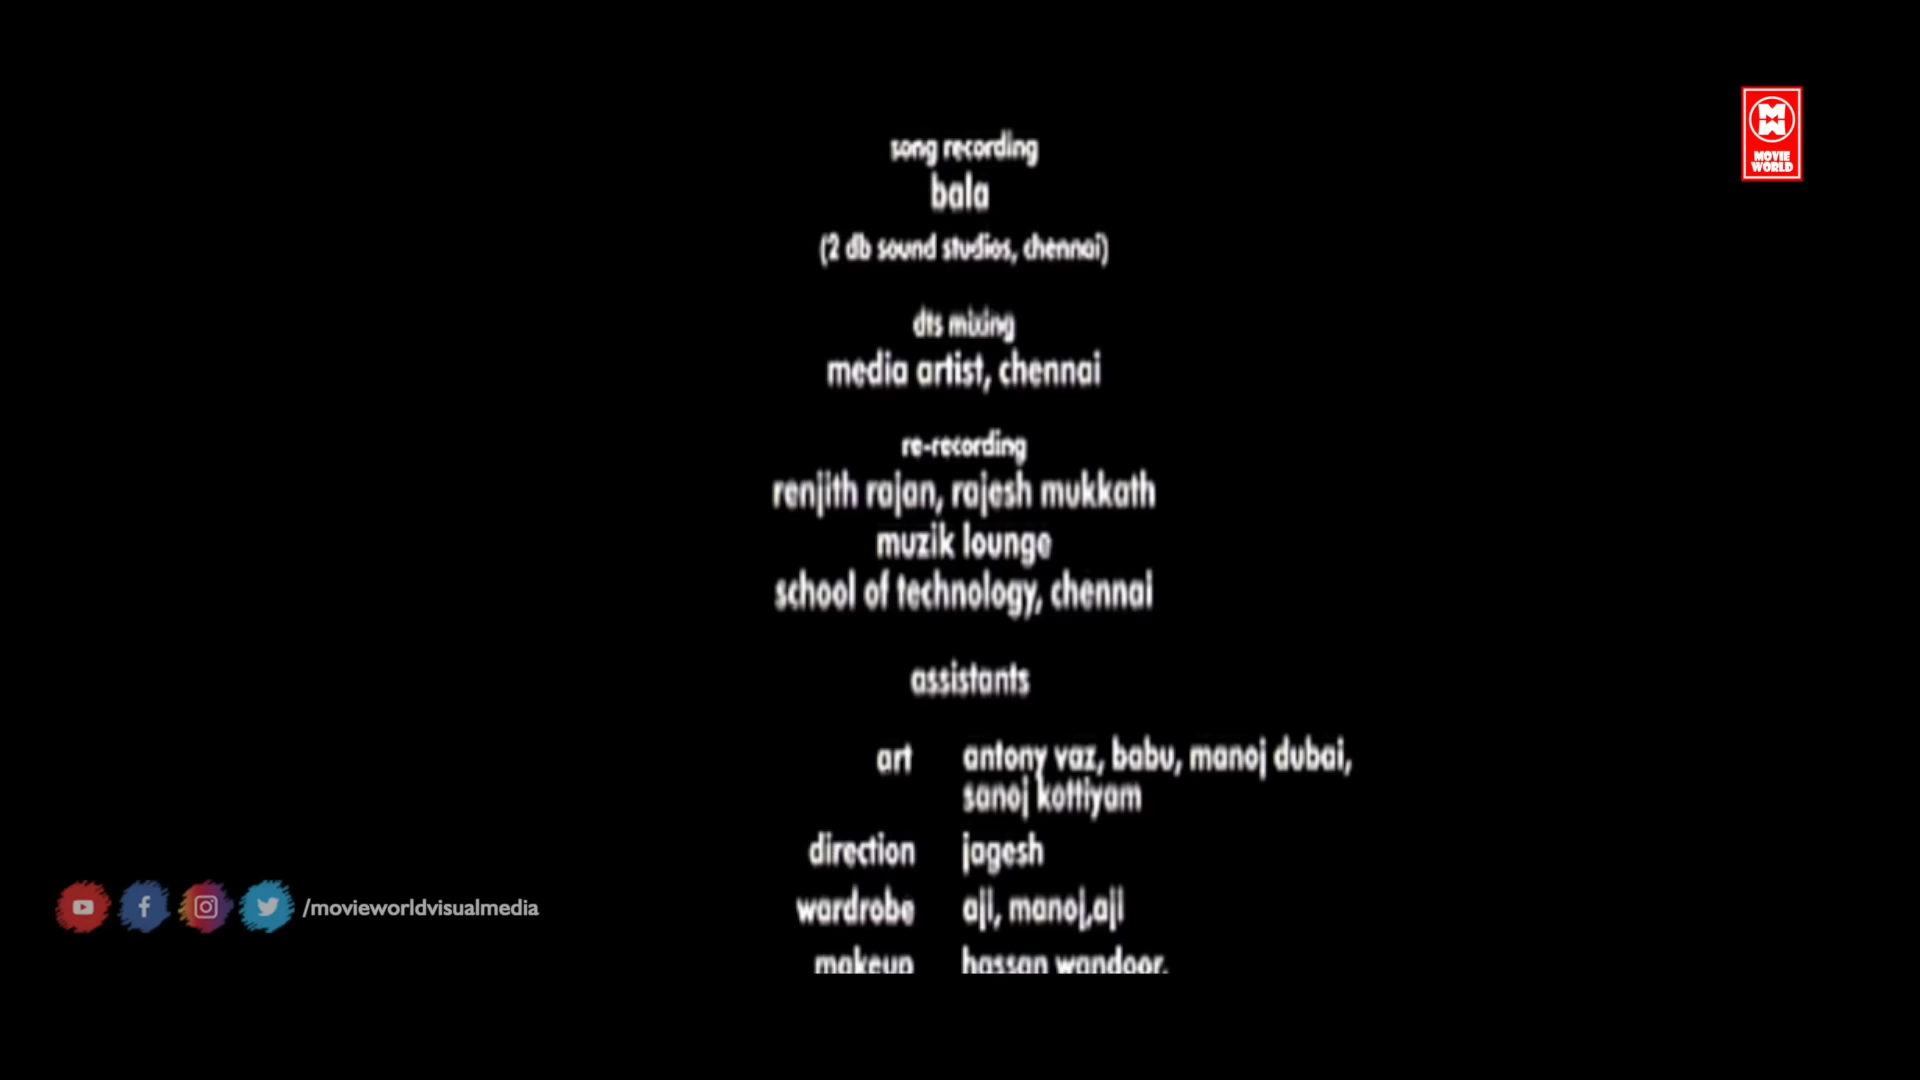 MOVIE
WORLD
song recording
bala
(2 db sound studios, chennai)
dts mixing
media artist, chennai
re-recording
renjith rajan, rajesh mukkath
muzik lounge
school of technology, chennai
assistants
art antony vaz, babu, manoj dubai,
sanoj kottiyam
direction jagesh
wardrobe aji, manoj,aji
makeup hassan wandoor,
/movieworldvisualmedia